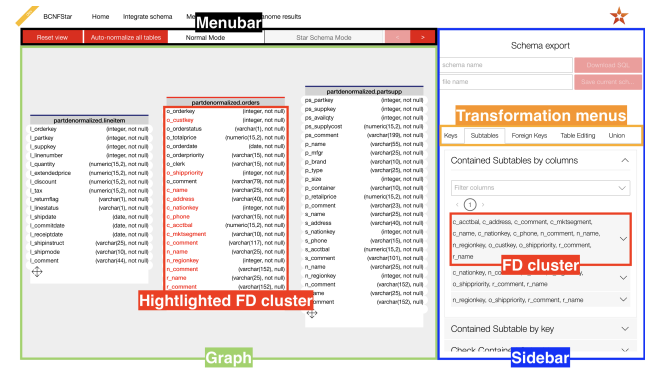 BCNFStar Home Integrate schema Me anome results
Menubar
Reset view Auto-normalize all tables Normal Mode Star Schema Mode < >
Schema export
schema name Download SQL
file name Save current sch...
Transformation menus
Keys Subtables Foreign Keys Table Editing Union
Contained Subtables by columns
Filter columns
< 1 >
c_acctbal, c_address, c_comment, c_mktsegment,
c_name, c_nationkey, c_phone, n_comment, n_name,
n_regionkey, o_custkey, o_shippriority, r_comment,
r_name
FD cluster
c_nationkey, n_co
o_shippriority, r_comment, r_name
n_regionkey, o_shippriority, r_comment, r_name
Contained Subtable by key
Check Contain
Sidebar
partdenormalized.lineitem
l_orderkey (integer, not null)
l_partkey (integer, not null)
l_suppkey (integer, not null)
l_linenumber (integer, not null)
l_quantity (numeric(15,2), not null)
l_extendedprice (numeric(15,2), not null)
l_discount (numeric(15,2), not null)
l_tax (numeric(15,2), not null)
l_returnflag (varchar(1), not null)
l_linestatus (varchar(1), not null)
l_shipdate (date, not null)
l_commitdate (date, not null)
l_receiptdate (date, not null)
l_shipinstruct (varchar(25), not null)
l_shipmode (varchar(10), not null)
l_comment (varchar(44), not null)
partdenormalized.orders
o_orderkey (integer, not null)
o_custkey (integer, not null)
o_orderstatus (varchar(1), not null)
o_totalprice (numeric(15,2), not null)
o_orderdate (date, not null)
o_orderpriority (varchar(15), not null)
o_clerk (varchar(15), not null)
o_shippriority (integer, not null)
o_comment (varchar(79), not null)
c_name (varchar(25), not null)
c_address (varchar(40), not null)
c_nationkey (integer, not null)
c_phone (varchar(15), not null)
c_acctbal (numeric(15,2), not null)
c_mktsegment (varchar(10), not null)
c_comment (varchar(117), not null)
n_name (varchar(25), not null)
n_regionkey (integer, not null)
n_comment (varchar(152), null)
r_name (varchar(25), not null)
r_comment (varchar(152), null)
Hightlighted FD cluster
partdenormalized.partsupp
ps_partkey (integer, not null)
ps_suppkey (integer, not null)
ps_availqty (integer, not null)
ps_supplycost (numeric(15,2), not null)
ps_comment (varchar(199), not null)
p_name (varchar(55), not null)
p_mfgr (varchar(25), not null)
p_brand (varchar(10), not null)
p_type (varchar(25), not null)
p_size (integer, not null)
p_container (varchar(10), not null)
p_retailprice (numeric(15,2), not null)
p_comment (varchar(23), not null)
s_name (varchar(25), not null)
s_address (varchar(40), not null)
s_nationkey (integer, not null)
s_phone (varchar(15), not null)
s_acctbal (numeric(15,2), not null)
s_comment (varchar(101), not null)
n_name (varchar(25), not null)
n_regionkey (integer, not null)
n_comment (varchar(152), null)
name (varchar(25), not null)
comment (varchar(152), null)
Graph